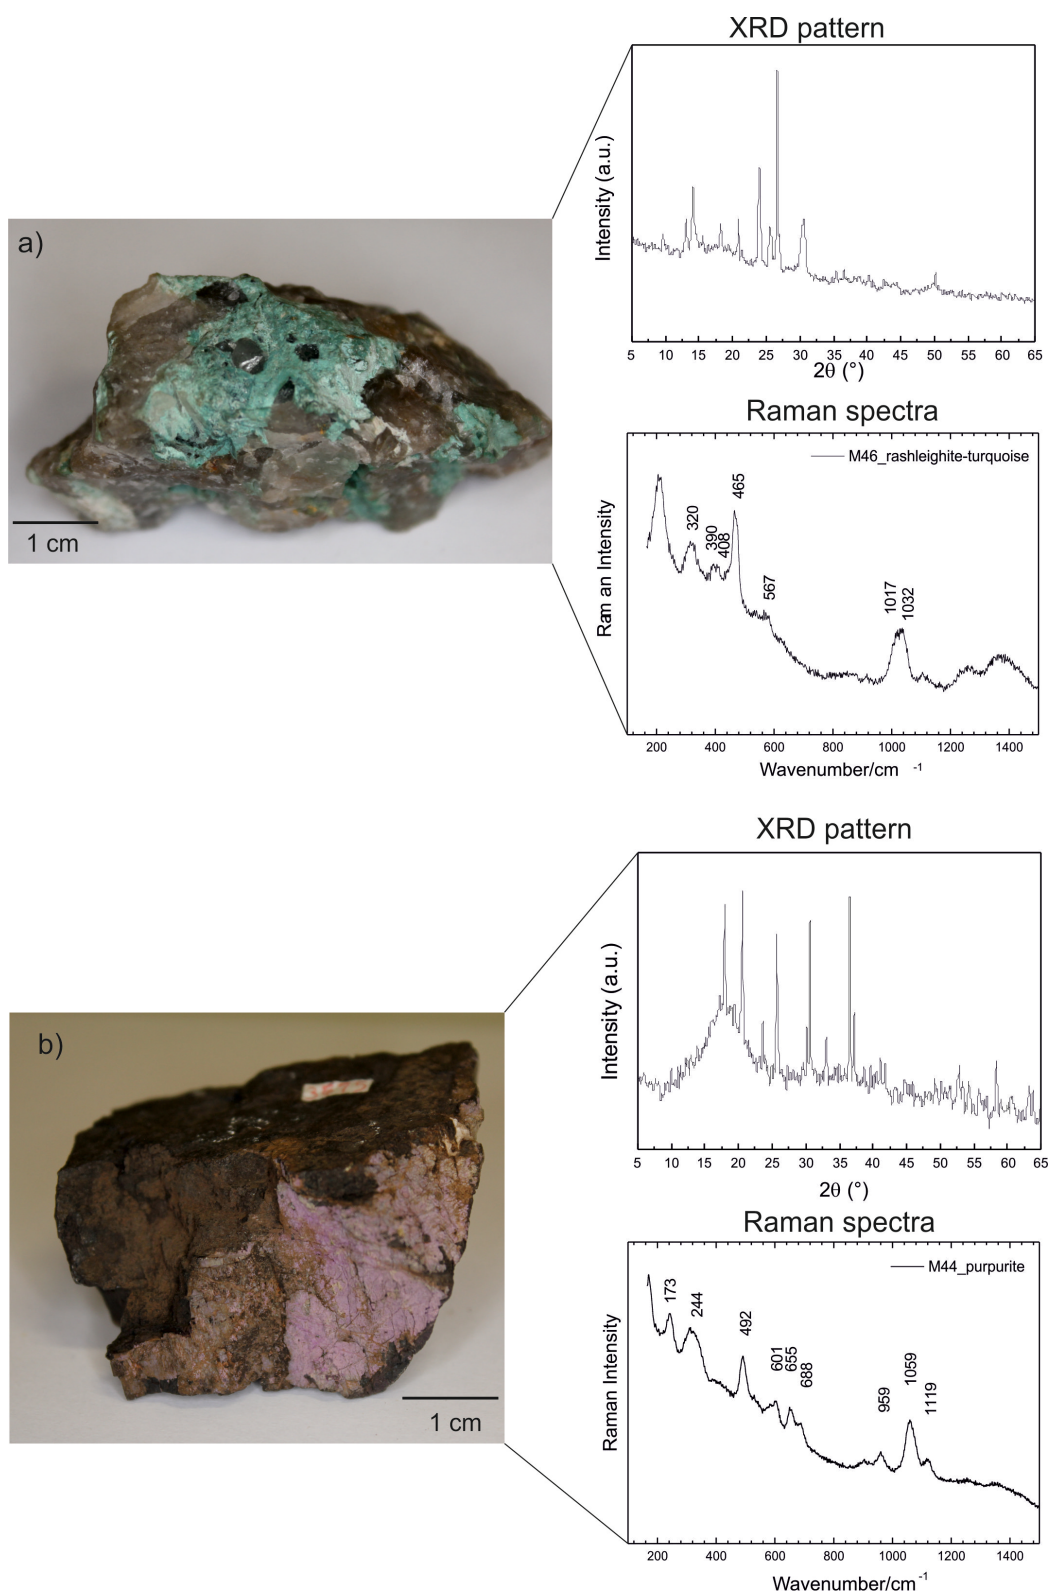 XRD pattern
Intensity (a.u.)
5 10 15 20 25 30 35 40 45 50 55 60 65
2θ (°)
a)
1 cm
Raman spectra
M46_rashleighite-turquoise
320
390
408
465
567
1017
1032
Ram an Intensity
200 400 600 800 1000 1200 1400
Wavenumber/cm -1
XRD pattern
Intensity (a.u.)
5 10 15 20 25 30 35 40 45 50 55 60 65
2θ (°)
b)
1 cm
Raman spectra
M44_purpurite
173
244
492
601
655
688
959
1059
1119
Raman Intensity
200 400 600 800 1000 1200 1400
Wavenumber/cm-1